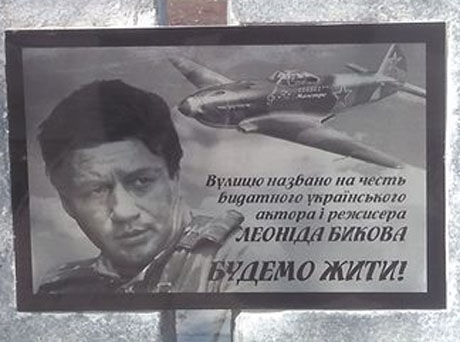 Вулицю названо на честь
видатного українського
актора і режисера
ЛЕОНІДА БИКОВА
БУДЕМО ЖИТИ!